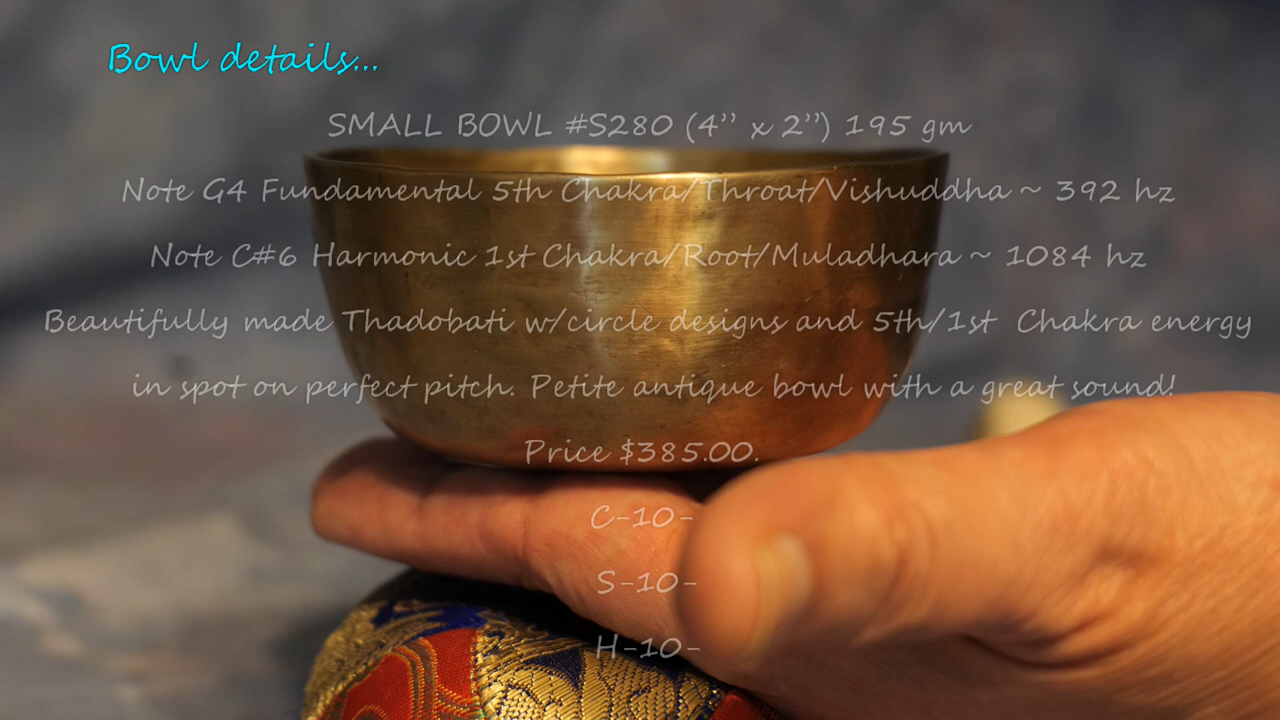 Bowl details...
SMALL BOWL #S280 (4” x 2”) 195 gm
Note G4 Fundamental 5th Chakra/Throat/Vishuddha ~ 392 hz
Note C#6 Harmonic 1st Chakra/Root/Muladhara ~ 1084 hz
Beautifully made Thadobati w/circle designs and 5th/1st Chakra energy
in spot on perfect pitch. Petite antique bowl with a great sound!
Price $385.00.
C-10-
S-10-
H-10-